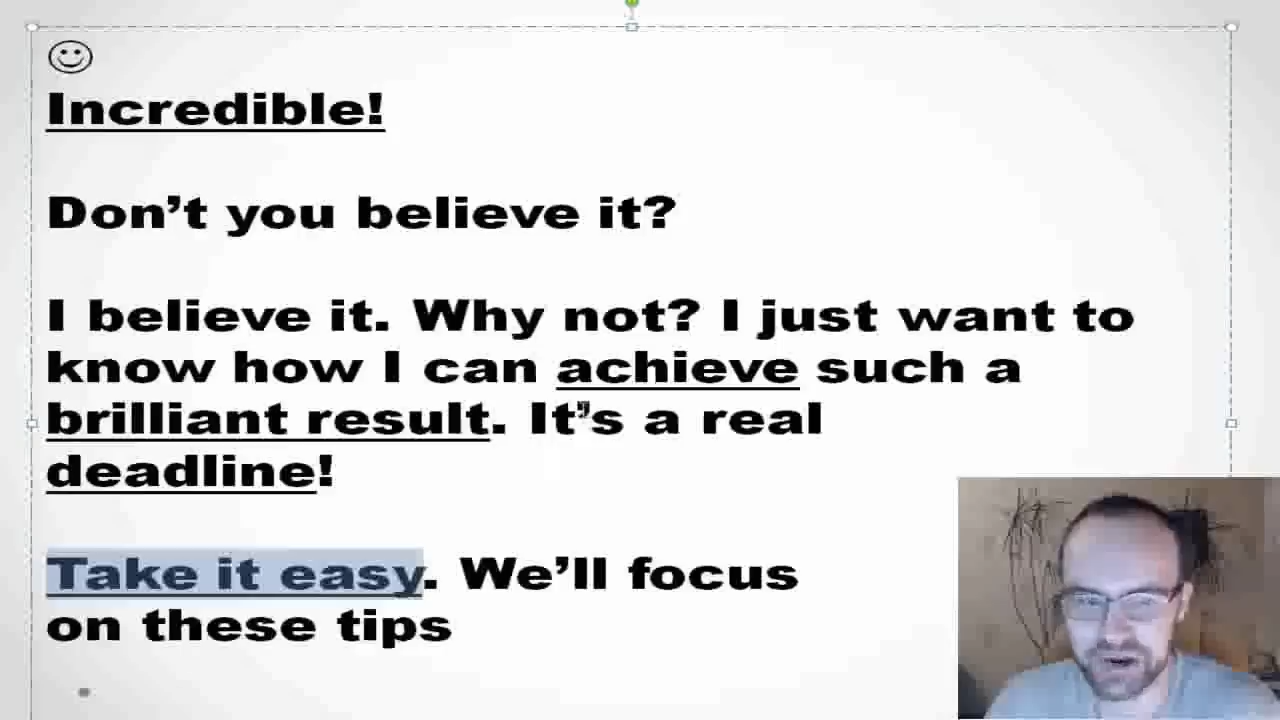 Incredible!
Don’t you believe it?
I believe it. Why not? I just want to
know how I can achieve such a
brilliant result. It’s a real
deadline!
Take it easy. We’ll focus
on these tips